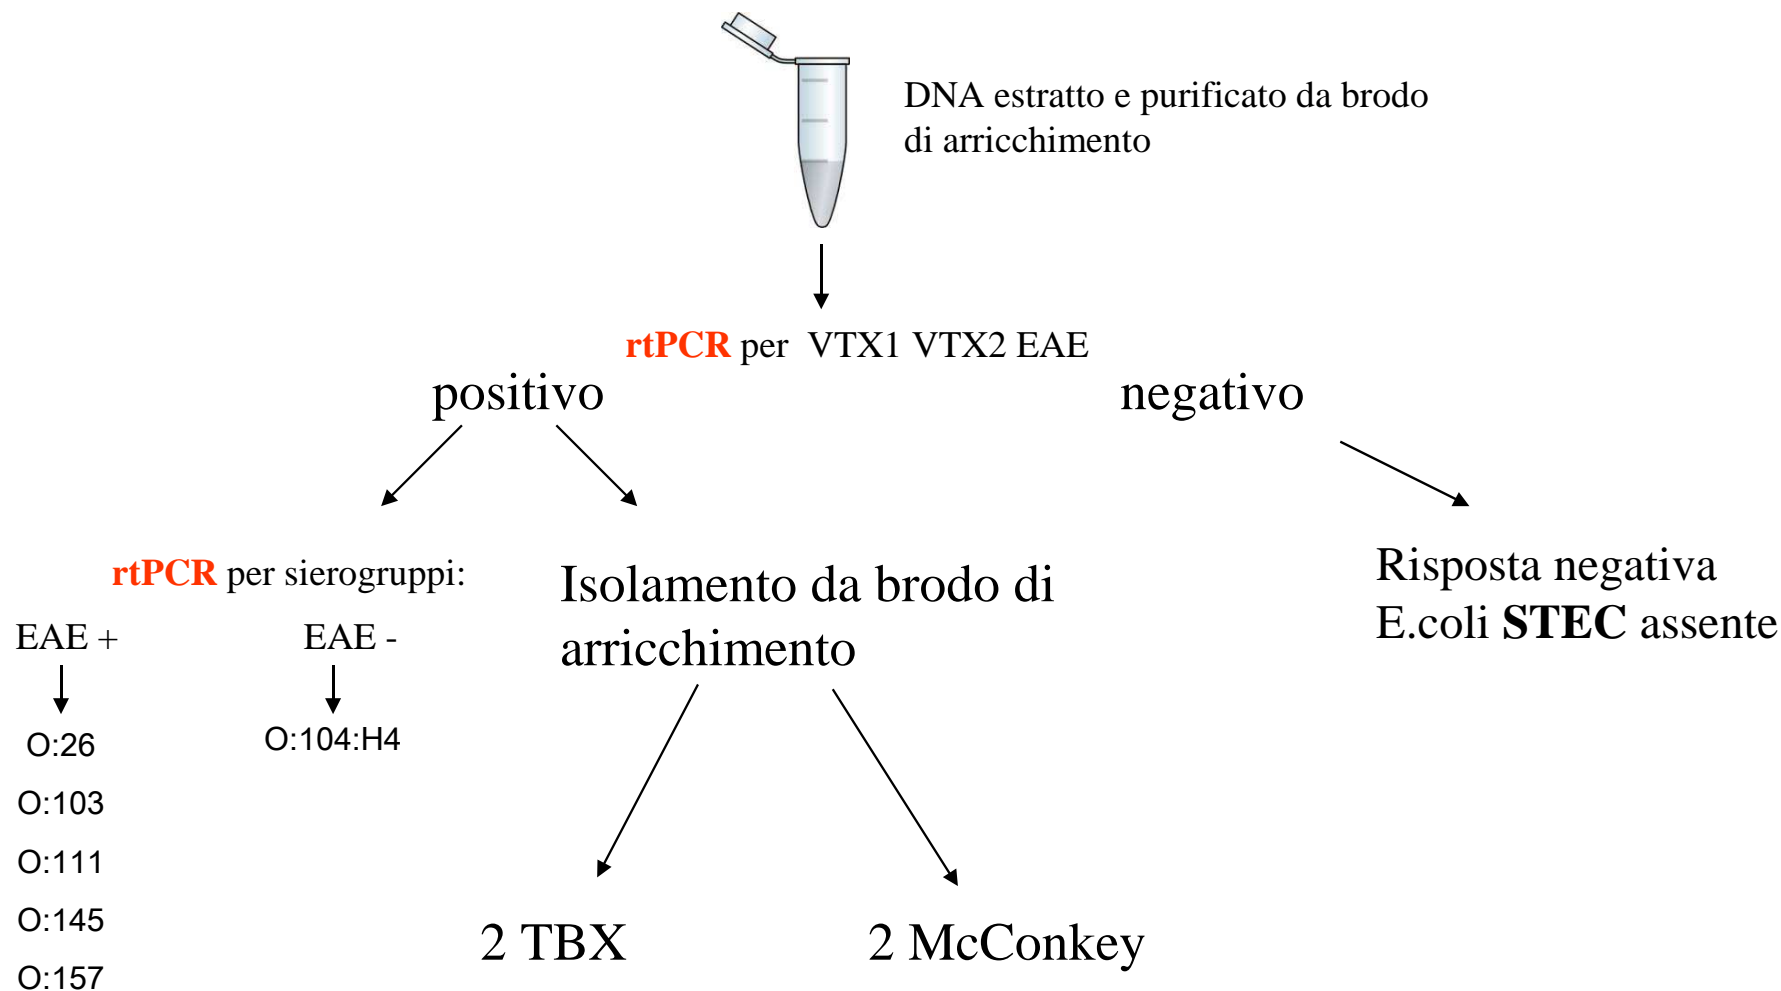 DNA estratto e purificato da brodo
di arricchimento
rtPCR per VTX1 VTX2 EAE
positivo
negativo
rtPCR per sierogruppi:
EAE +
EAE -
O:26
O:104:H4
O:103
O:111
O:145
O:157
Isolamento da brodo di
arricchimento
2 TBX
2 McConkey
Risposta negativa
E.coli STEC assente